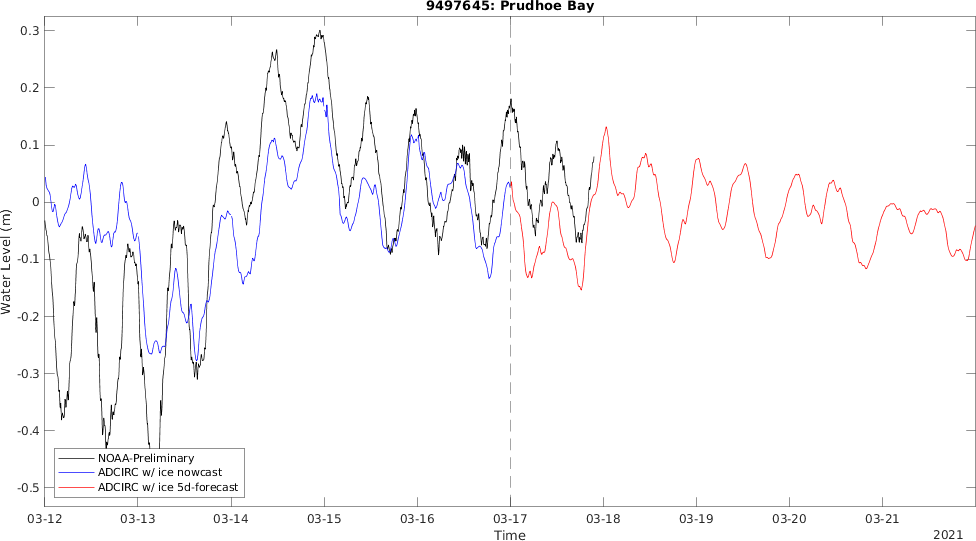 9497645: Prudhoe Bay
0.3
0.2
0.1
0
-0.1
-0.2
-0.3
-0.4
-0.5
Water Level (m)
NOAA-Preliminary
ADCIRC w/ ice nowcast
ADCIRC w/ ice 5d-forecast
03-12 03-13 03-14 03-15 03-16 03-17 03-18 03-19 03-20 03-21
Time
2021